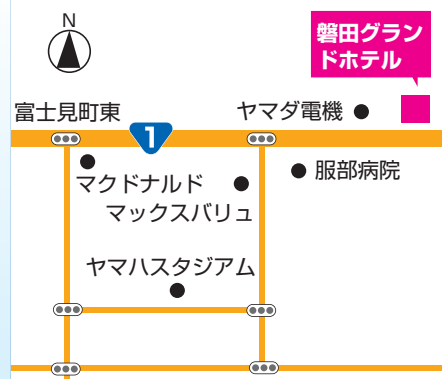 N
磐田グラン
ドホテル
富士見町東
ヤマダ電機
1
服部病院
マクドナルド
マックスバリュ
ヤマハスタジアム